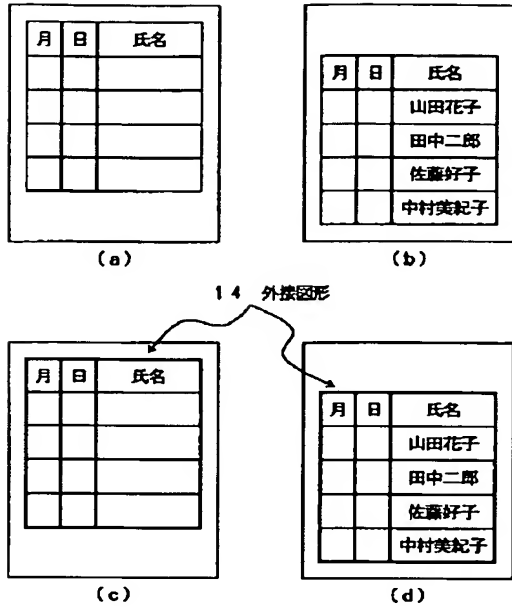 月 日 氏名
(a)
月 日 氏名
山田花子
田中二郎
佐藤好子
中村美紀子
(b)
14 外接図形
月 日 氏名
(c)
月 日 氏名
山田花子
田中二郎
佐藤好子
中村美紀子
(d)